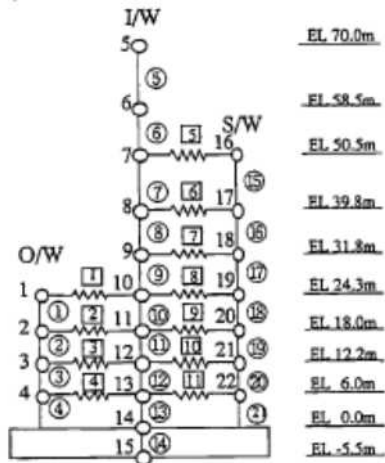 I/W
5 EL 70.0m
⑤
6 EL 58.5m
⑥ 5 S/W
7 16 EL 50.5m
⑮
⑦ 6
8 17 EL 39.8m
⑧ 7 ⑯
9 18 EL 31.8m
O/W ⑨ 8 ⑰
1 1 10 19 EL 24.3m
① 2 ⑩ 9 ⑱
2 11 20 EL 18.0m
② 3 ⑪ 10 ⑲
3 12 21 EL 12.2m
③ 4 ⑫ 11 ⑳
4 13 22 EL 6.0m
④ ⑬ ㉑
14 EL 0.0m
15 ⑭ EL -5.5m